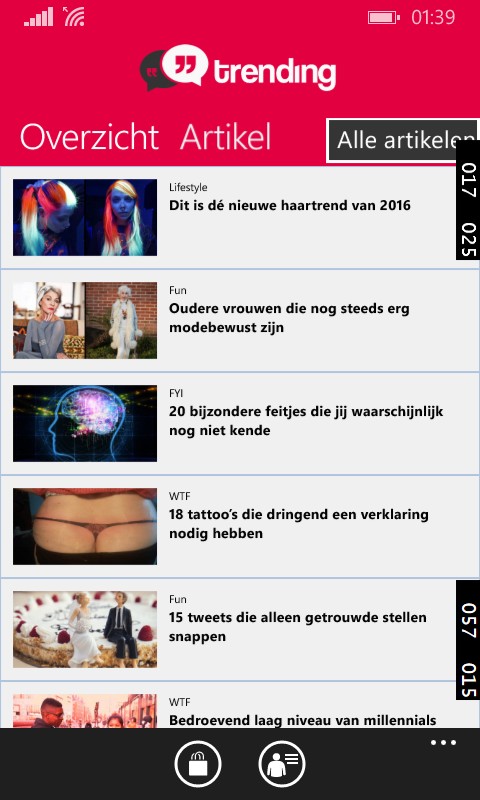 01:39
trending
Overzicht Artikel Alle artikelen
017 025
Lifestyle
Dit is dé nieuwe haartrend van 2016
Fun
Oudere vrouwen die nog steeds erg
modebewust zijn
FYI
20 bijzondere feitjes die jij waarschijnlijk
nog niet kende
WTF
18 tattoo's die dringend een verklaring
nodig hebben
Fun
15 tweets die alleen getrouwde stellen
snappen
057 015
WTF
Bedroevend laag niveau van millennials